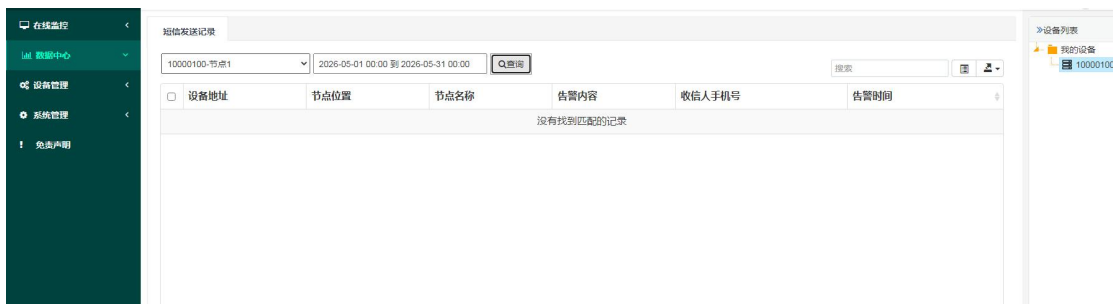 在线监控
数据中心
设备管理
系统管理
免责声明
短信发送记录
10000100-节点1
2026-05-01 00:00 到 2026-05-31 00:00
查询
搜索
设备地址 节点位置 节点名称 告警内容 收信人手机号 告警时间
没有找到匹配的记录
设备列表
我的设备
10000100